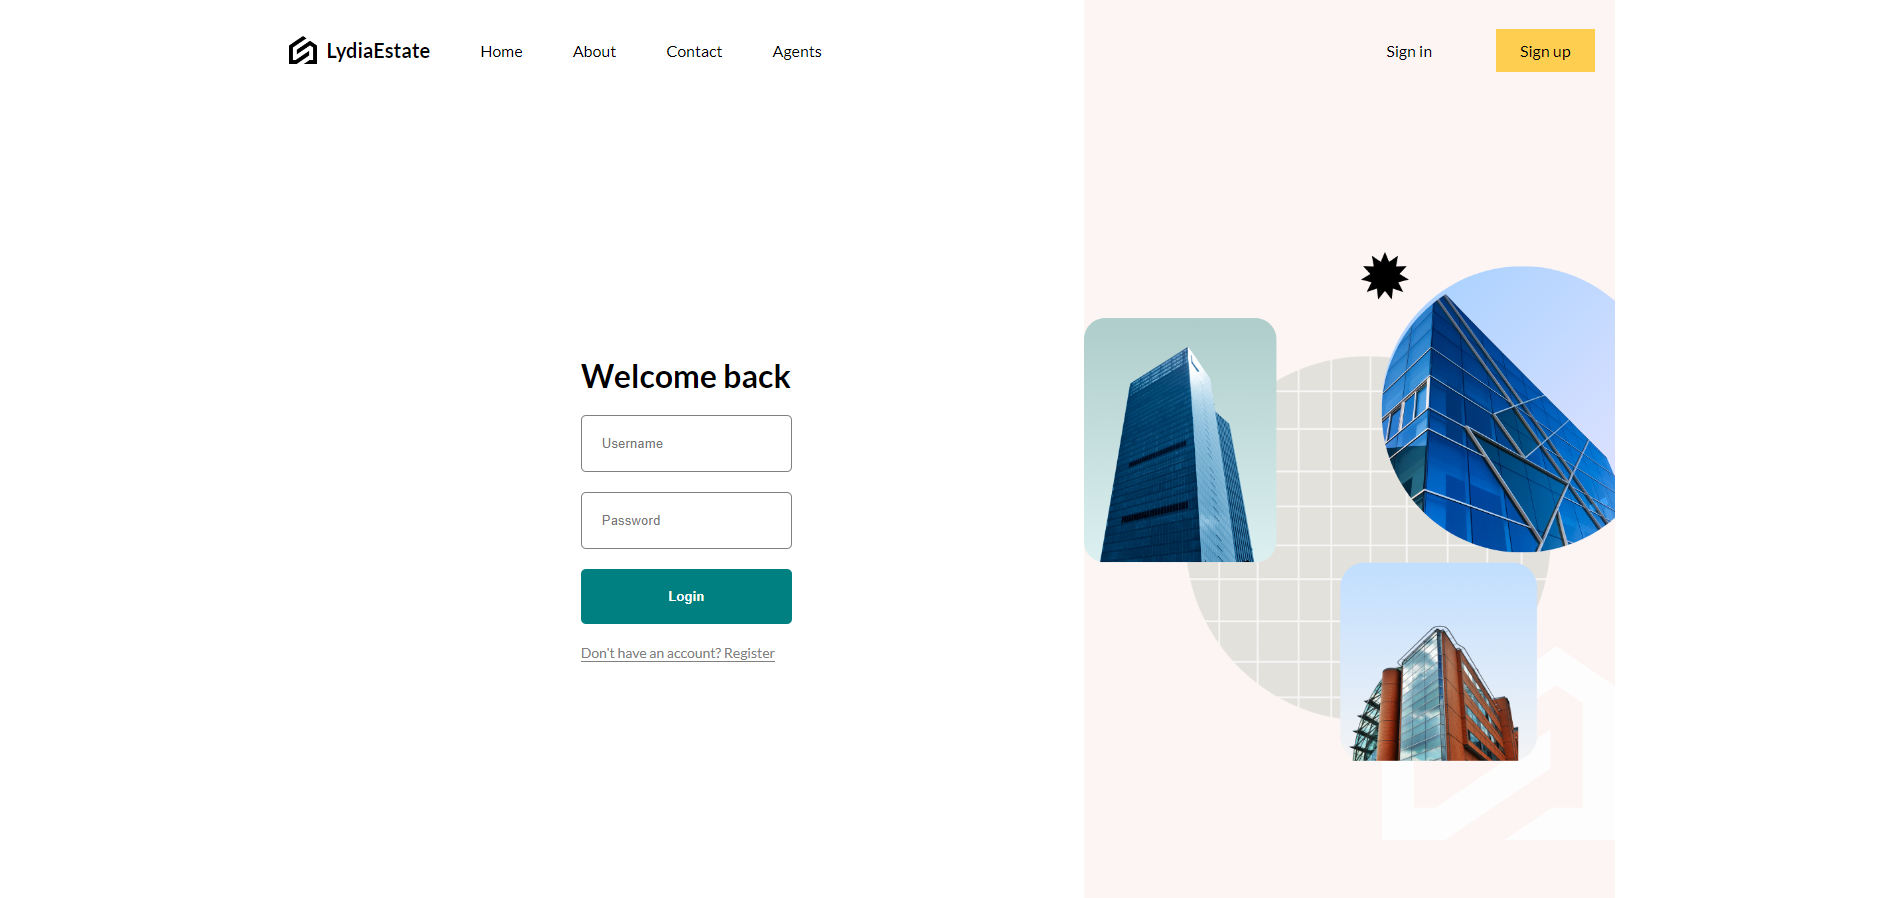 LydiaEstate Home About Contact Agents Sign in Sign up
Welcome back
Username
Password
Login
Don't have an account? Register